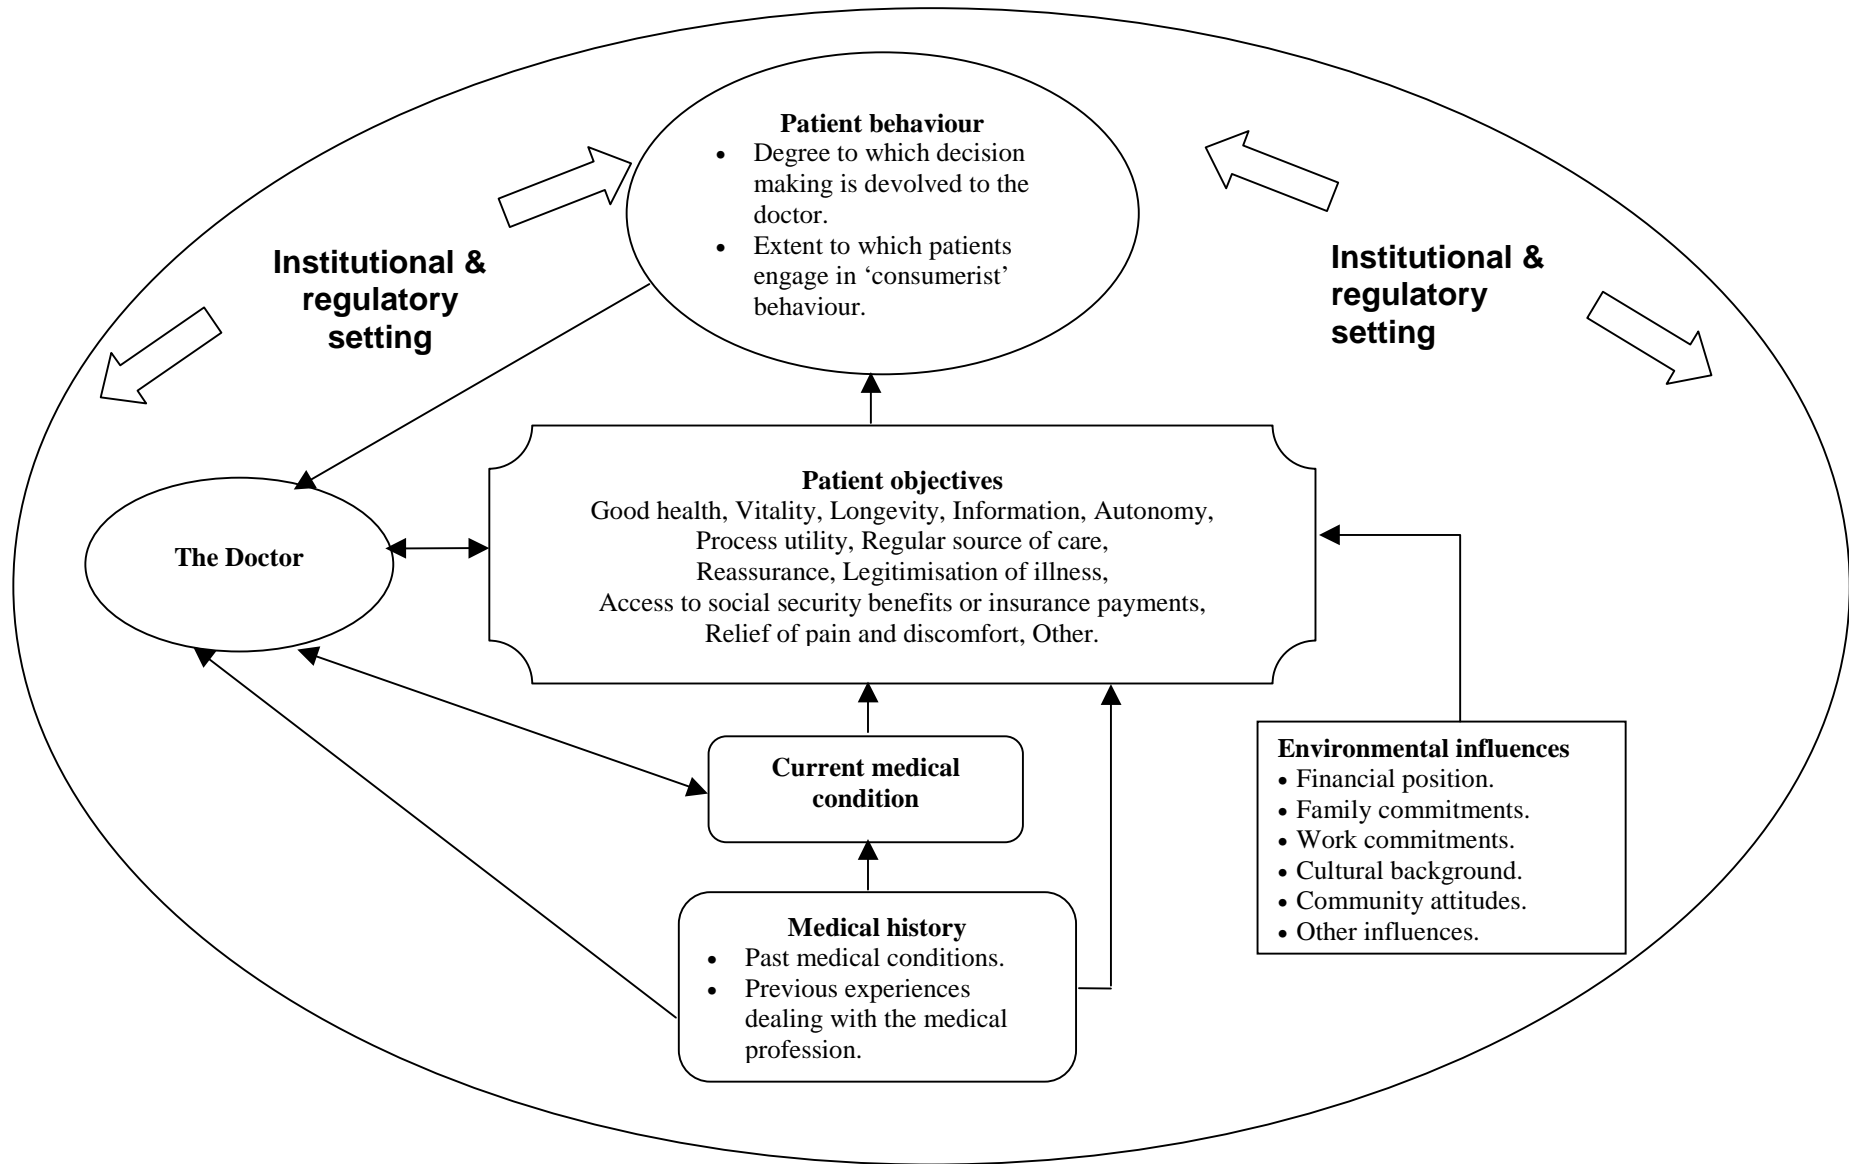 Patient behaviour
• Degree to which decision
making is devolved to the
doctor.
• Extent to which patients
engage in ‘consumerist’
behaviour.
Institutional &
regulatory
setting
Institutional &
regulatory
setting
Patient objectives
Good health, Vitality, Longevity, Information, Autonomy,
Process utility, Regular source of care,
Reassurance, Legitimisation of illness,
Access to social security benefits or insurance payments,
Relief of pain and discomfort, Other.
The Doctor
Current medical
condition
Environmental influences
• Financial position.
• Family commitments.
• Work commitments.
• Cultural background.
• Community attitudes.
• Other influences.
Medical history
• Past medical conditions.
• Previous experiences
dealing with the medical
profession.